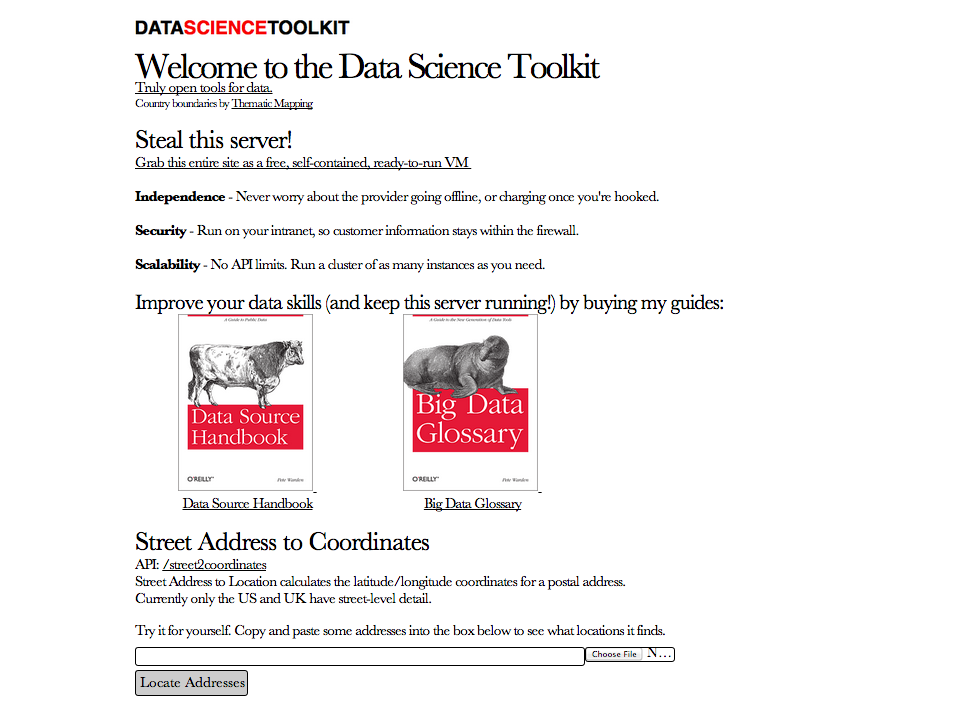 DATASCIENCETOOLKIT
Welcome to the Data Science Toolkit
Truly open tools for data.
Country boundaries by Thematic Mapping
Steal this server!
Grab this entire site as a free, self-contained, ready-to-run VM
Independence - Never worry about the provider going offline, or charging once you're hooked.
Security - Run on your intranet, so customer information stays within the firewall.
Scalability - No API limits. Run a cluster of as many instances as you need.
Improve your data skills (and keep this server running!) by buying my guides:
A Guide to Public Data
Data Source
Handbook
O'REILLY™ Pete Warden
Data Source Handbook
A Guide to the New Generation of Data Tools
Big Data
Glossary
O'REILLY™ Pete Warden
Big Data Glossary
Street Address to Coordinates
API: /street2coordinates
Street Address to Location calculates the latitude/longitude coordinates for a postal address.
Currently only the US and UK have street-level detail.
Try it for yourself. Copy and paste some addresses into the box below to see what locations it finds.
Choose File N...
Locate Addresses